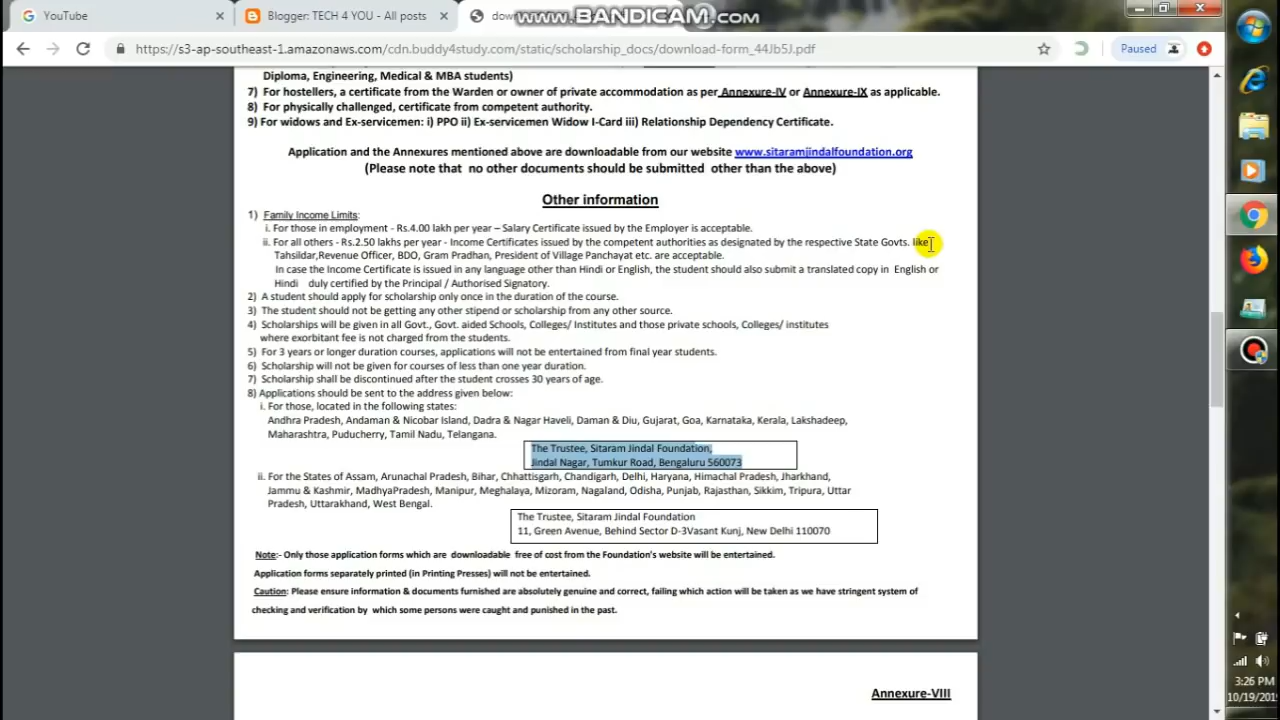 YouTube
Blogger: TECH 4 YOU - All posts
www.BANDICAM.com
https://s3-ap-southeast-1.amazonaws.com/cdn.buddy4study.com/static/scholarship_docs/download-form_44Jb5J.pdf
Paused
Diploma, Engineering, Medical & MBA students)
7) For hostellers, a certificate from the Warden or owner of private accommodation as per Annexure-IV or Annexure-IX as applicable.
8) For physically challenged, certificate from competent authority.
9) For widows and Ex-servicemen: i) PPO ii) Ex-servicemen Widow I-Card iii) Relationship Dependency Certificate.
Application and the Annexures mentioned above are downloadable from our website www.sitaramjindalfoundation.org
(Please note that no other documents should be submitted other than the above)
Other information
1) Family Income Limits:
i. For those in employment - Rs.4.00 lakh per year – Salary Certificate issued by the Employer is acceptable.
ii. For all others - Rs.2.50 lakhs per year - Income Certificates issued by the competent authorities as designated by the respective State Govts. like
Tahsildar,Revenue Officer, BDO, Gram Pradhan, President of Village Panchayat etc. are acceptable.
In case the Income Certificate is issued in any language other than Hindi or English, the student should also submit a translated copy in English or
Hindi duly certified by the Principal / Authorised Signatory.
2) A student should apply for scholarship only once in the duration of the course.
3) The student should not be getting any other stipend or scholarship from any other source.
4) Scholarships will be given in all Govt., Govt. aided Schools, Colleges/ Institutes and those private schools, Colleges/ institutes
where exorbitant fee is not charged from the students.
5) For 3 years or longer duration courses, applications will not be entertained from final year students.
6) Scholarship will not be given for courses of less than one year duration.
7) Scholarship shall be discontinued after the student crosses 30 years of age.
8) Applications should be sent to the address given below:
i. For those, located in the following states:
Andhra Pradesh, Andaman & Nicobar Island, Dadra & Nagar Haveli, Daman & Diu, Gujarat, Goa, Karnataka, Kerala, Lakshadeep,
Maharashtra, Puducherry, Tamil Nadu, Telangana.
The Trustee, Sitaram Jindal Foundation,
Jindal Nagar, Tumkur Road, Bengaluru 560073
ii. For the States of Assam, Arunachal Pradesh, Bihar, Chhattisgarh, Chandigarh, Delhi, Haryana, Himachal Pradesh, Jharkhand,
Jammu & Kashmir, MadhyaPradesh, Manipur, Meghalaya, Mizoram, Nagaland, Odisha, Punjab, Rajasthan, Sikkim, Tripura, Uttar
Pradesh, Uttarakhand, West Bengal.
The Trustee, Sitaram Jindal Foundation
11, Green Avenue, Behind Sector D-3Vasant Kunj, New Delhi 110070
Note:- Only those application forms which are downloadable free of cost from the Foundation's website will be entertained.
Application forms separately printed (in Printing Presses) will not be entertained.
Caution: Please ensure information & documents furnished are absolutely genuine and correct, failing which action will be taken as we have stringent system of
checking and verification by which some persons were caught and punished in the past.
Annexure-VIII
3:26 PM